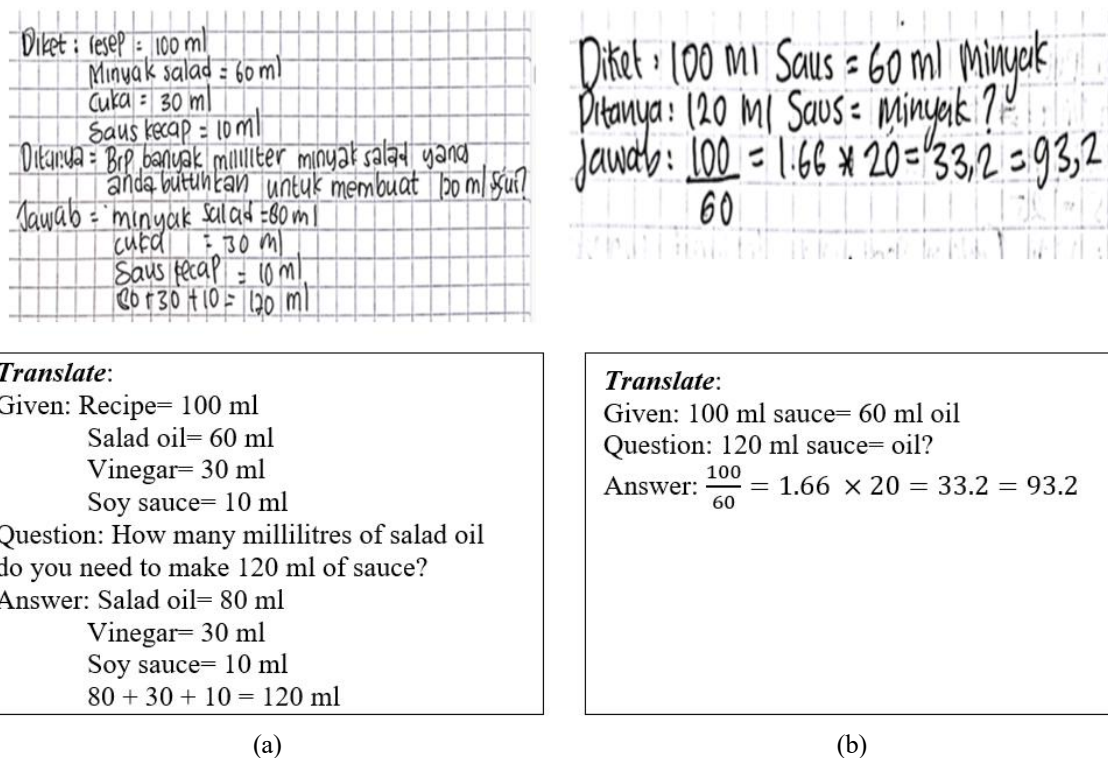 Diket : resep = 100 ml
Minyak salad = 60 ml
Cuka = 30 ml
Saus kecap = 10 ml
Ditanya = Brp banyak mililiter minyak salad yang
anda butuhkan untuk membuat 120 ml
Jawab = minyak salad = 80 ml
cuka = 30 ml
Saus kecap = 10 ml
80 + 30 + 10 = 120 ml
Diket : 100 Ml Saus = 60 ml Minyak
Ditanya : 120 Ml Saus = Minyak ?
Jawab : 100/60 = 1.66 * 20 = 33,2 = 93,2
Translate:
Given: Recipe= 100 ml
Salad oil= 60 ml
Vinegar= 30 ml
Soy sauce= 10 ml
Question: How many millilitres of salad oil
do you need to make 120 ml of sauce?
Answer: Salad oil= 80 ml
Vinegar= 30 ml
Soy sauce= 10 ml
80 + 30 + 10 = 120 ml
(a)
Translate:
Given: 100 ml sauce= 60 ml oil
Question: 120 ml sauce= oil?
Answer: 100/60 = 1.66 × 20 = 33.2 = 93.2
(b)